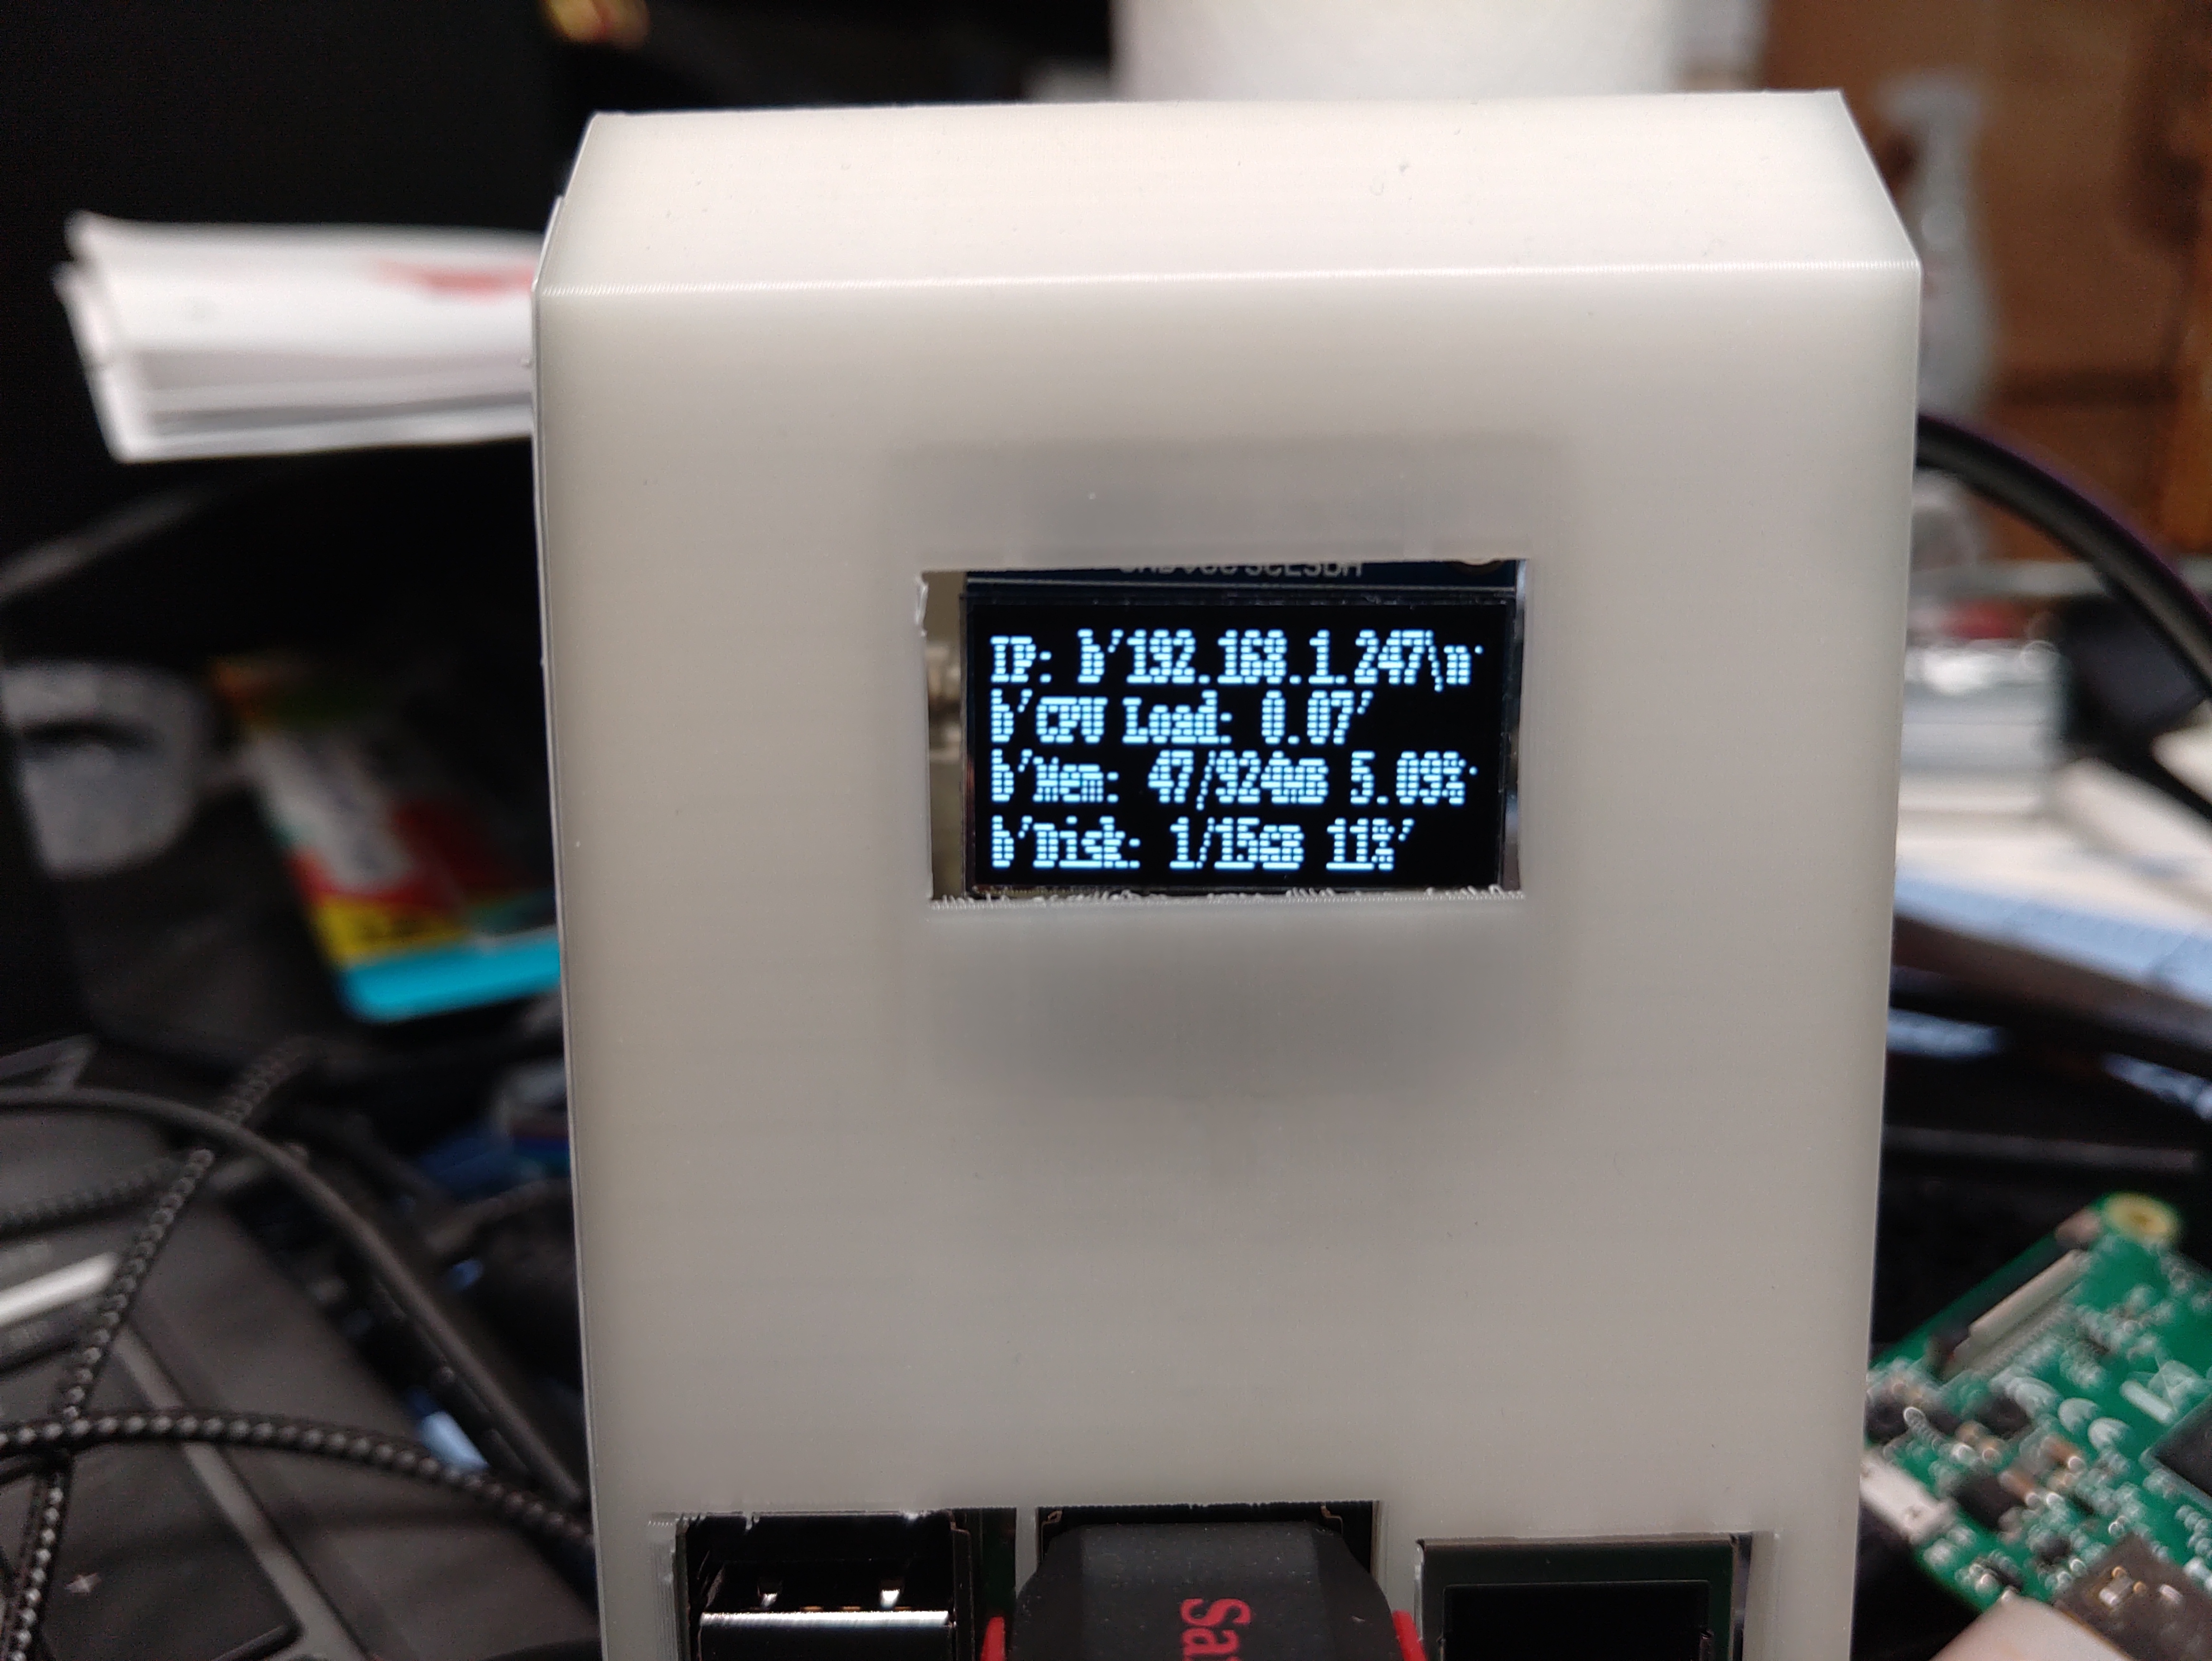 IP: b'192.168.1.247\n'
b'CPU Load: 0.07'
b'Mem: 47/924MB 5.09%'
b'Disk: 1/15GB 11%'